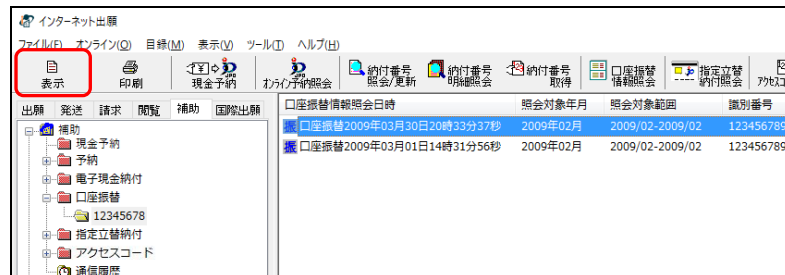 インターネット出願
ファイル(F) オンライン(O) 目録(M) 表示(V) ツール(T) ヘルプ(H)
表示 印刷 現金予納 オンライン予納照会 納付番号照会/更新 納付番号明細照会 納付番号取得 口座振替情報照会 指定立替納付照会
出願 発送 請求 閲覧 補助 国際出願
補助
現金予納
予納
電子現金納付
口座振替
12345678
指定立替納付
アクセスコード
通信履歴
口座振替情報照会日時 照会対象年月 照会対象範囲 識別番号
振 口座振替2009年03月30日20時33分37秒 2009年02月 2009/02-2009/02 123456789
振 口座振替2009年03月01日14時31分56秒 2009年02月 2009/02-2009/02 123456789